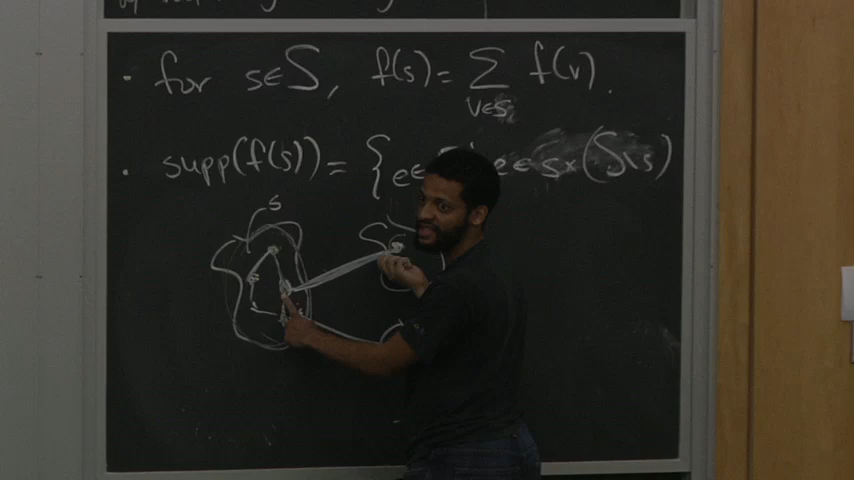 · for s∈S, f(s) = Σ f(v).
v∈s
· supp(f(s)) = { e∈ e ∈ s × (S\s)
s